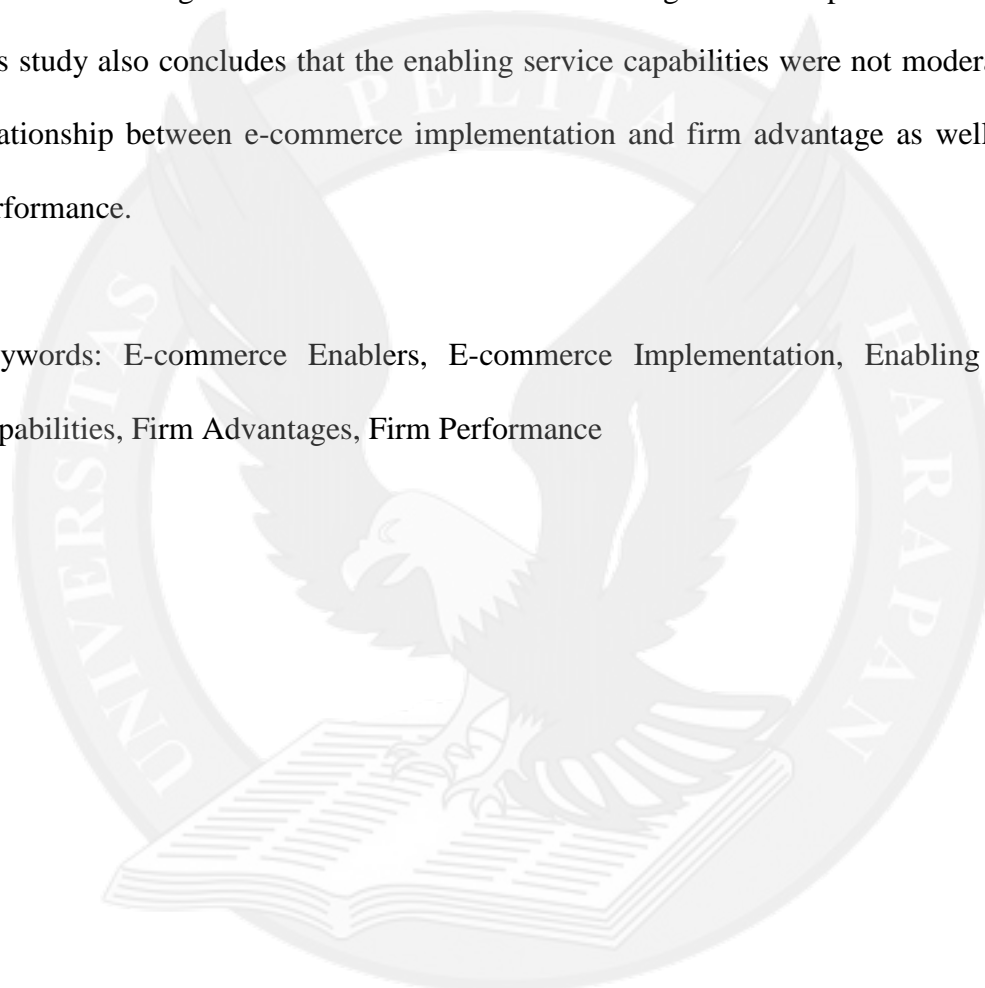 s study also concludes that the enabling service capabilities were not modera
ationship between e-commerce implementation and firm advantage as well
rformance.
ywords: E-commerce Enablers, E-commerce Implementation, Enabling
pabilities, Firm Advantages, Firm Performance
UNIVERSITAS PELITA HARAPAN